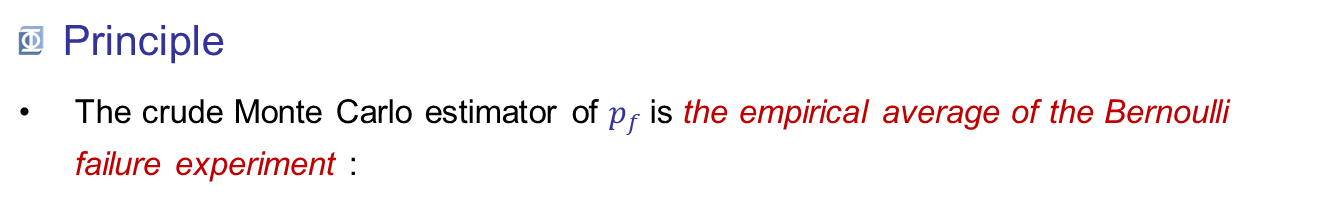 Principle
• The crude Monte Carlo estimator of p_f is the empirical average of the Bernoulli
failure experiment :